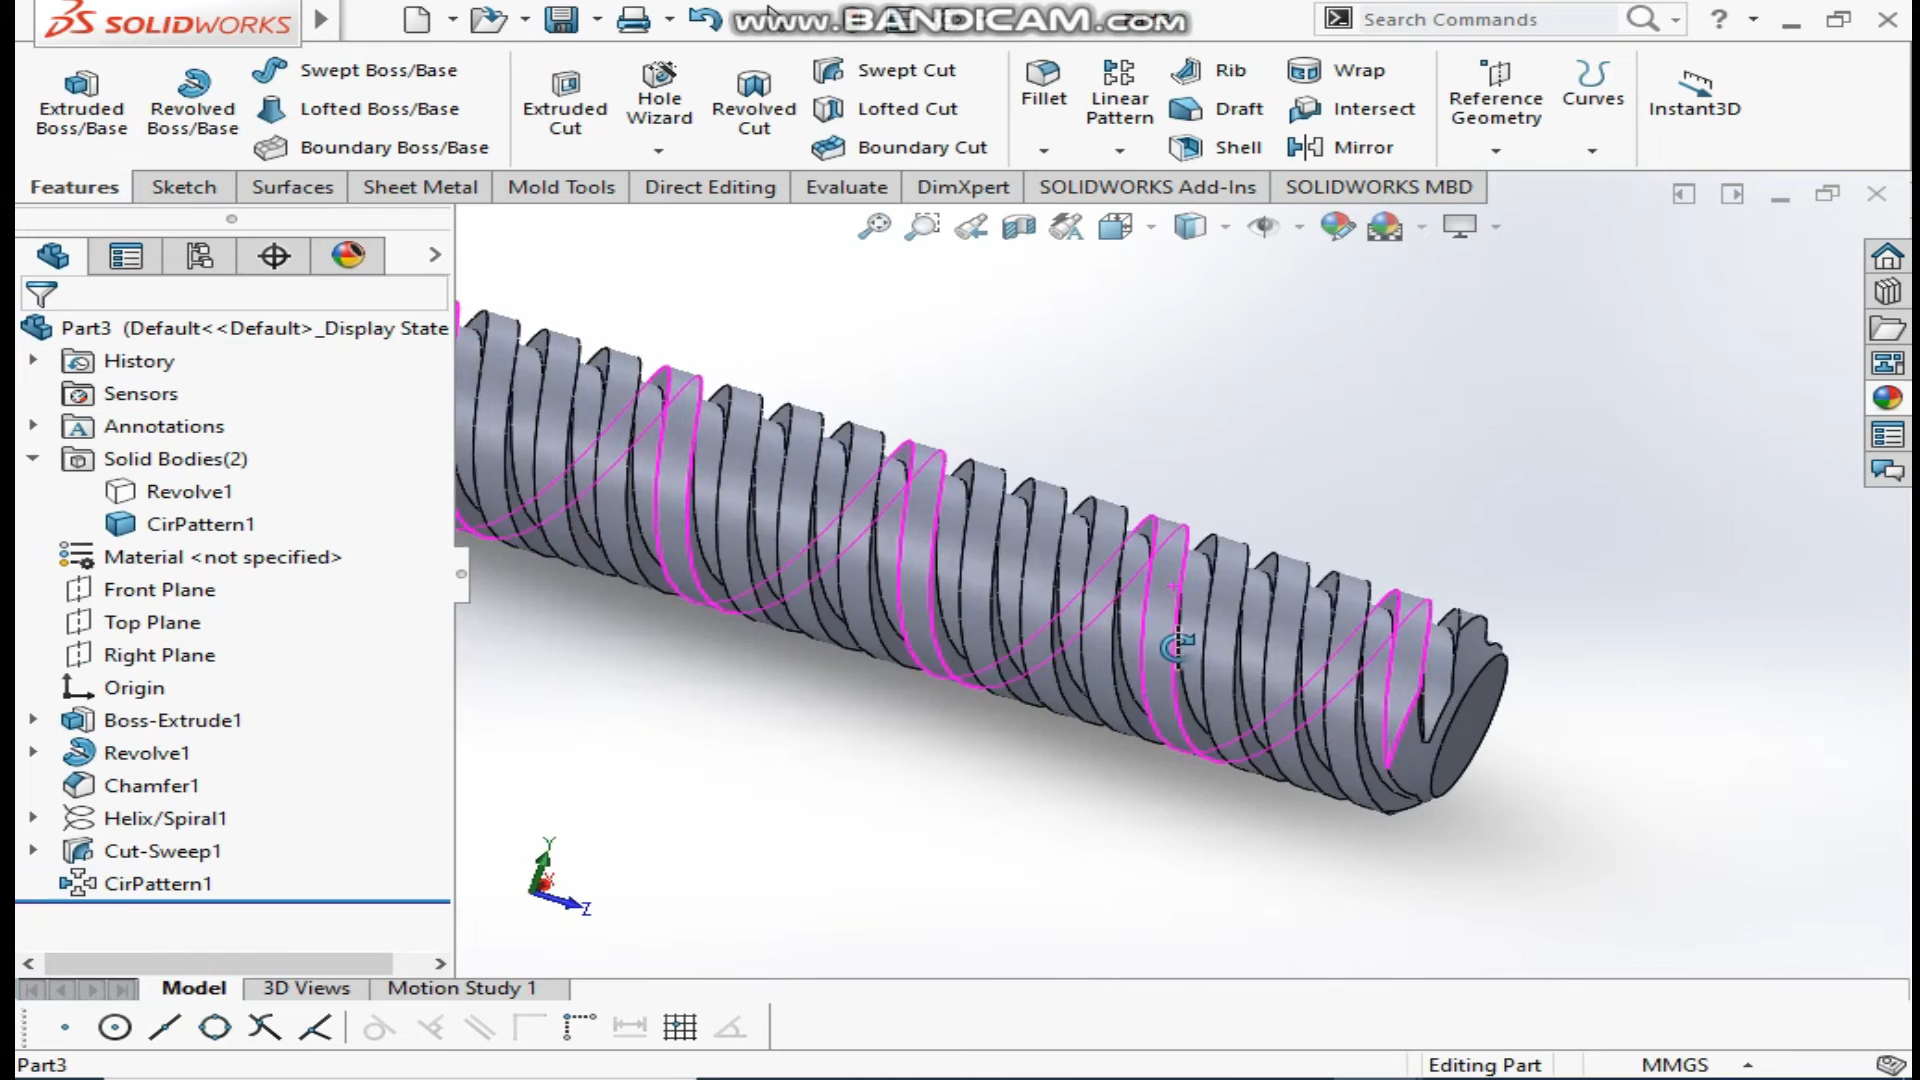 SOLIDWORKS
www.BANDICAM.com
Search Commands
?
Extruded Boss/Base
Revolved Boss/Base
Swept Boss/Base
Lofted Boss/Base
Boundary Boss/Base
Extruded Cut
Hole Wizard
Revolved Cut
Swept Cut
Lofted Cut
Boundary Cut
Fillet
Linear Pattern
Rib
Draft
Shell
Wrap
Intersect
Mirror
Reference Geometry
Curves
Instant3D
Features
Sketch
Surfaces
Sheet Metal
Mold Tools
Direct Editing
Evaluate
DimXpert
SOLIDWORKS Add-Ins
SOLIDWORKS MBD
Part3 (Default<<Default>_Display State
History
Sensors
Annotations
Solid Bodies(2)
Revolve1
CirPattern1
Material <not specified>
Front Plane
Top Plane
Right Plane
Origin
Boss-Extrude1
Revolve1
Chamfer1
Helix/Spiral1
Cut-Sweep1
CirPattern1
Y
X
Z
Model
3D Views
Motion Study 1
Part3
Editing Part
MMGS